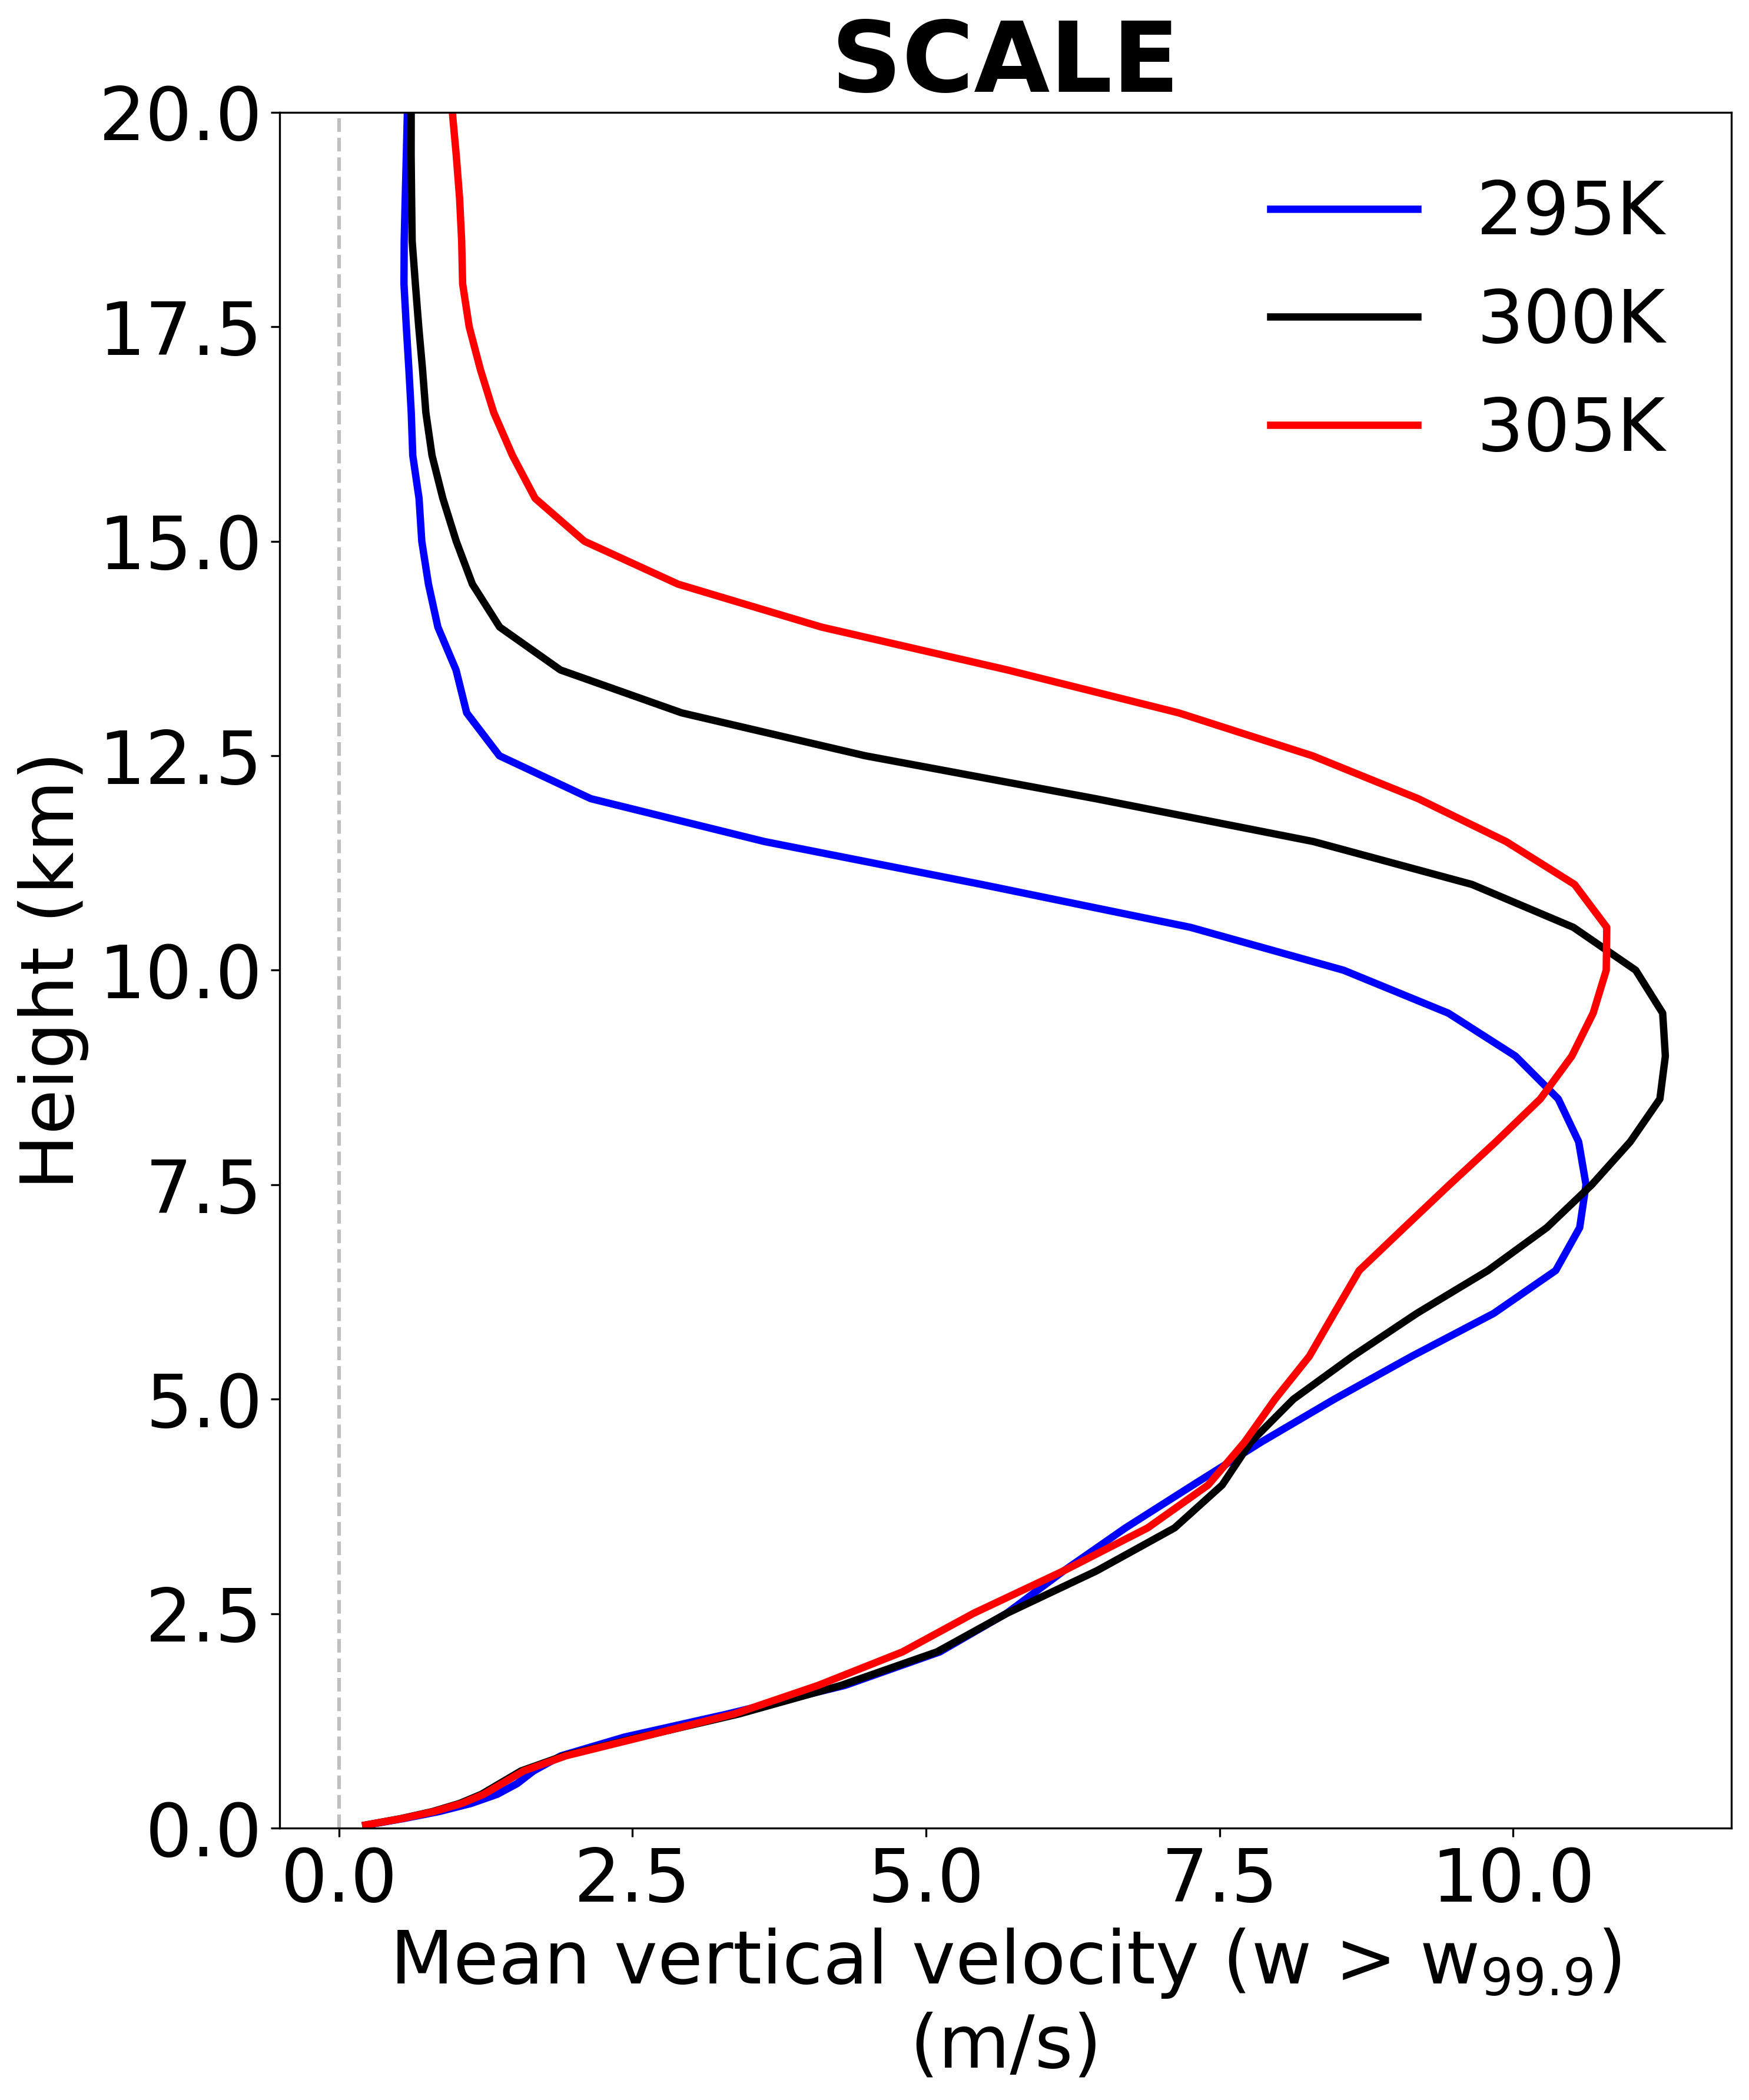 SCALE
20.0
17.5
15.0
12.5
10.0
7.5
5.0
2.5
0.0
Height (km)
295K
300K
305K
0.0 2.5 5.0 7.5 10.0
Mean vertical velocity (w > w99.9)
(m/s)